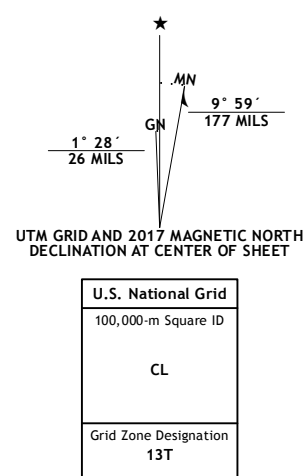 MN
GN
9° 59´
177 MILS
1° 28´
26 MILS
UTM GRID AND 2017 MAGNETIC NORTH
DECLINATION AT CENTER OF SHEET
U.S. National Grid
100,000-m Square ID
CL
Grid Zone Designation
13T